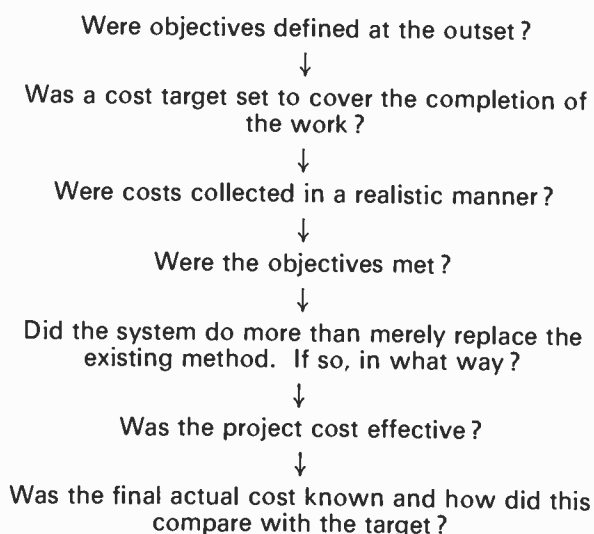 Were objectives defined at the outset?
↓
Was a cost target set to cover the completion of
the work?
↓
Were costs collected in a realistic manner?
↓
Were the objectives met?
↓
Did the system do more than merely replace the
existing method. If so, in what way?
↓
Was the project cost effective?
↓
Was the final actual cost known and how did this
compare with the target?